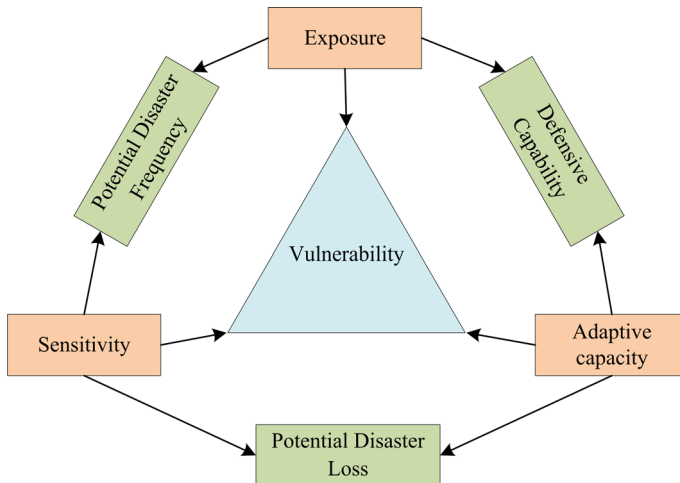 Exposure
Potential Disaster
Frequency
Defensive
Capability
Vulnerability
Sensitivity
Adaptive
capacity
Potential Disaster
Loss